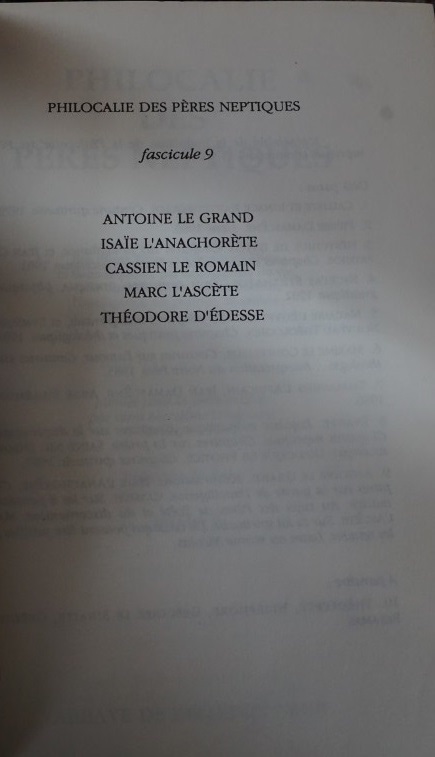 PHILOCALIE DES PÈRES NEPTIQUES
fascicule 9
ANTOINE LE GRAND
ISAÏE L'ANACHORÈTE
CASSIEN LE ROMAIN
MARC L'ASCÈTE
THÉODORE D'ÉDESSE